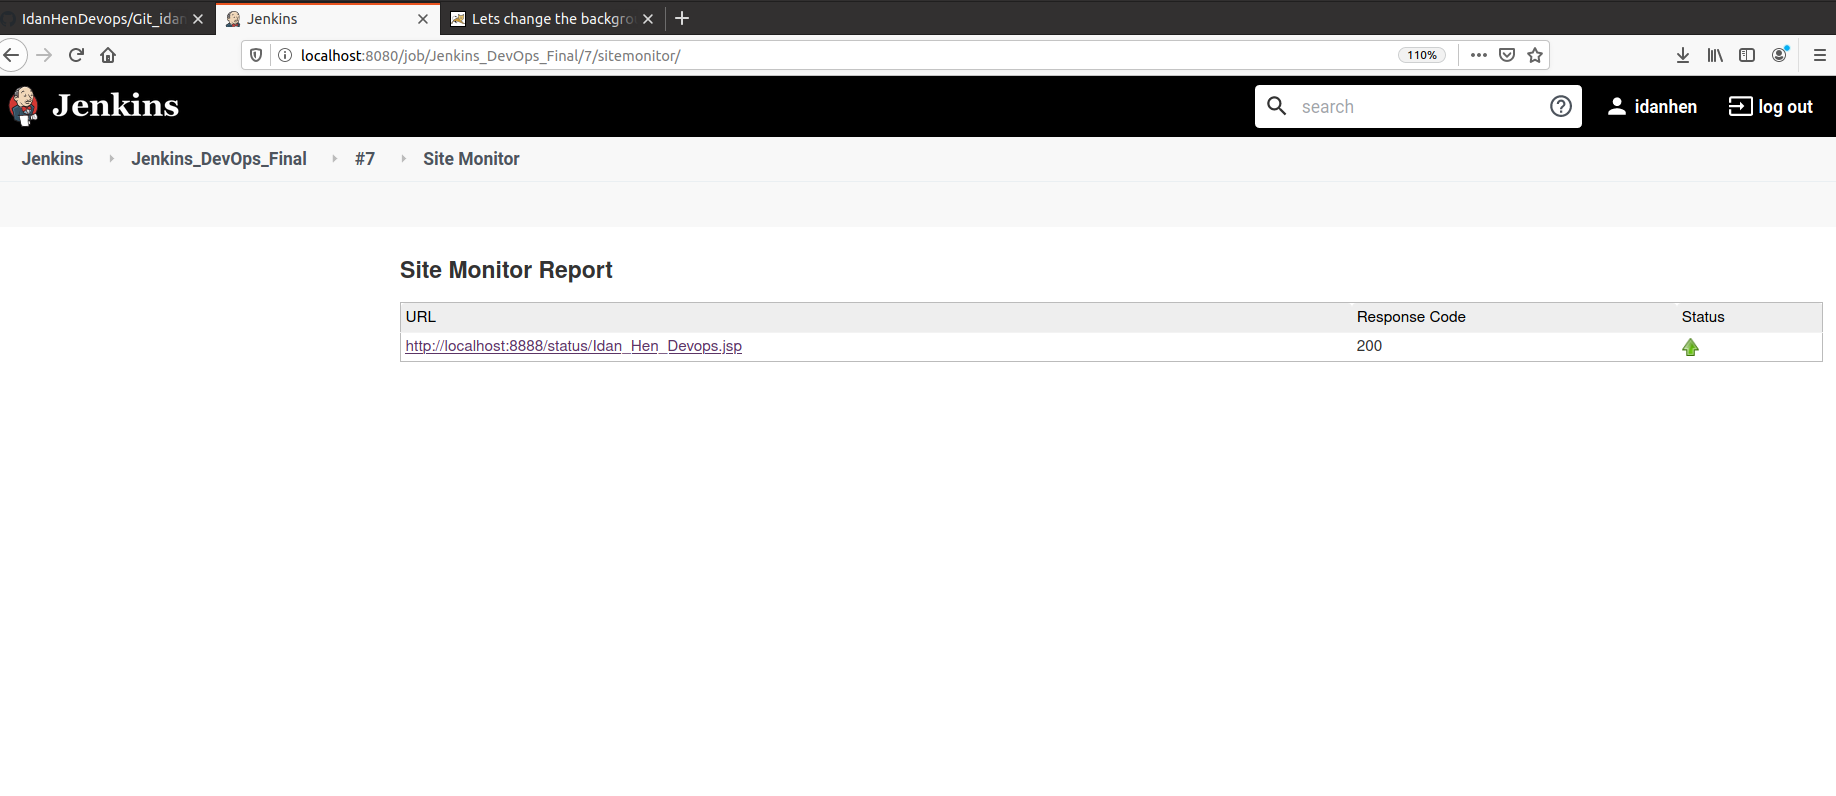 IdanHenDevops/Git_idan
Jenkins
Lets change the backgro
localhost:8080/job/Jenkins_DevOps_Final/7/sitemonitor/
110%
Jenkins
search
idanhen
log out
Jenkins
Jenkins_DevOps_Final
#7
Site Monitor
Site Monitor Report
URL Response Code Status
http://localhost:8888/status/Idan_Hen_Devops.jsp 200